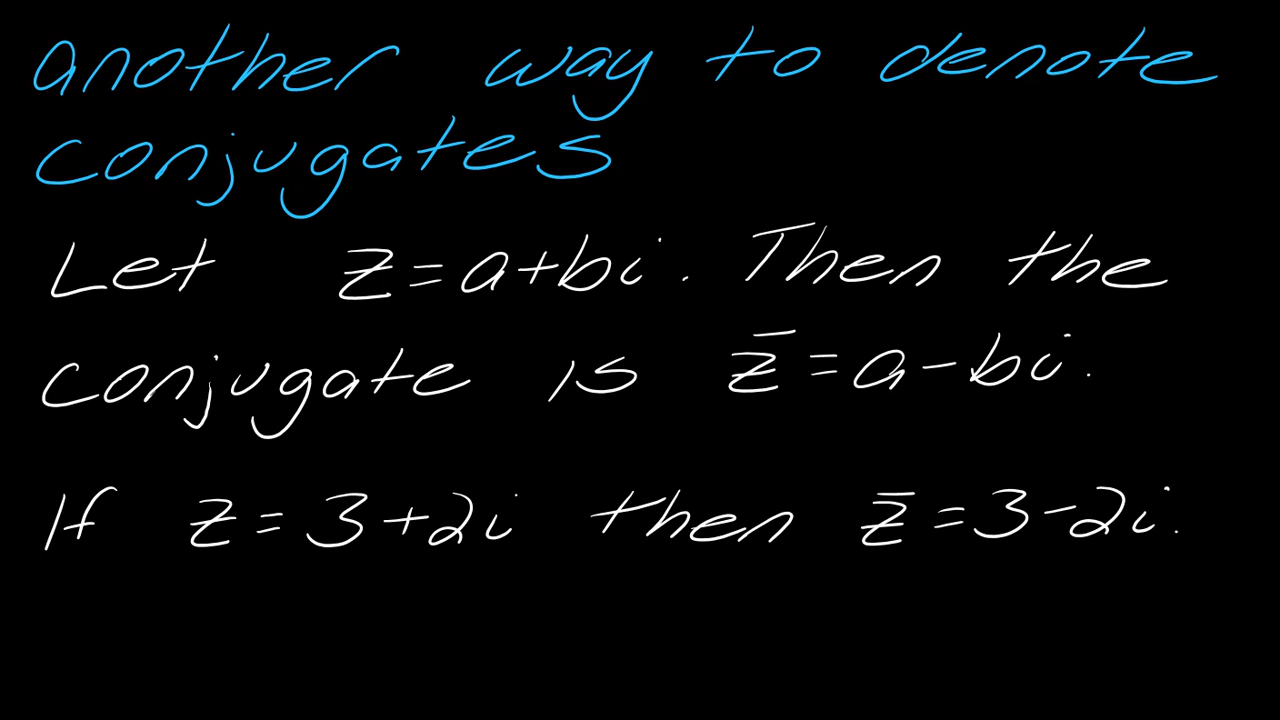 another way to denote
conjugates
Let z=a+bi. Then the
conjugate is z̄=a-bi.
If z=3+2i then z̄=3-2i.